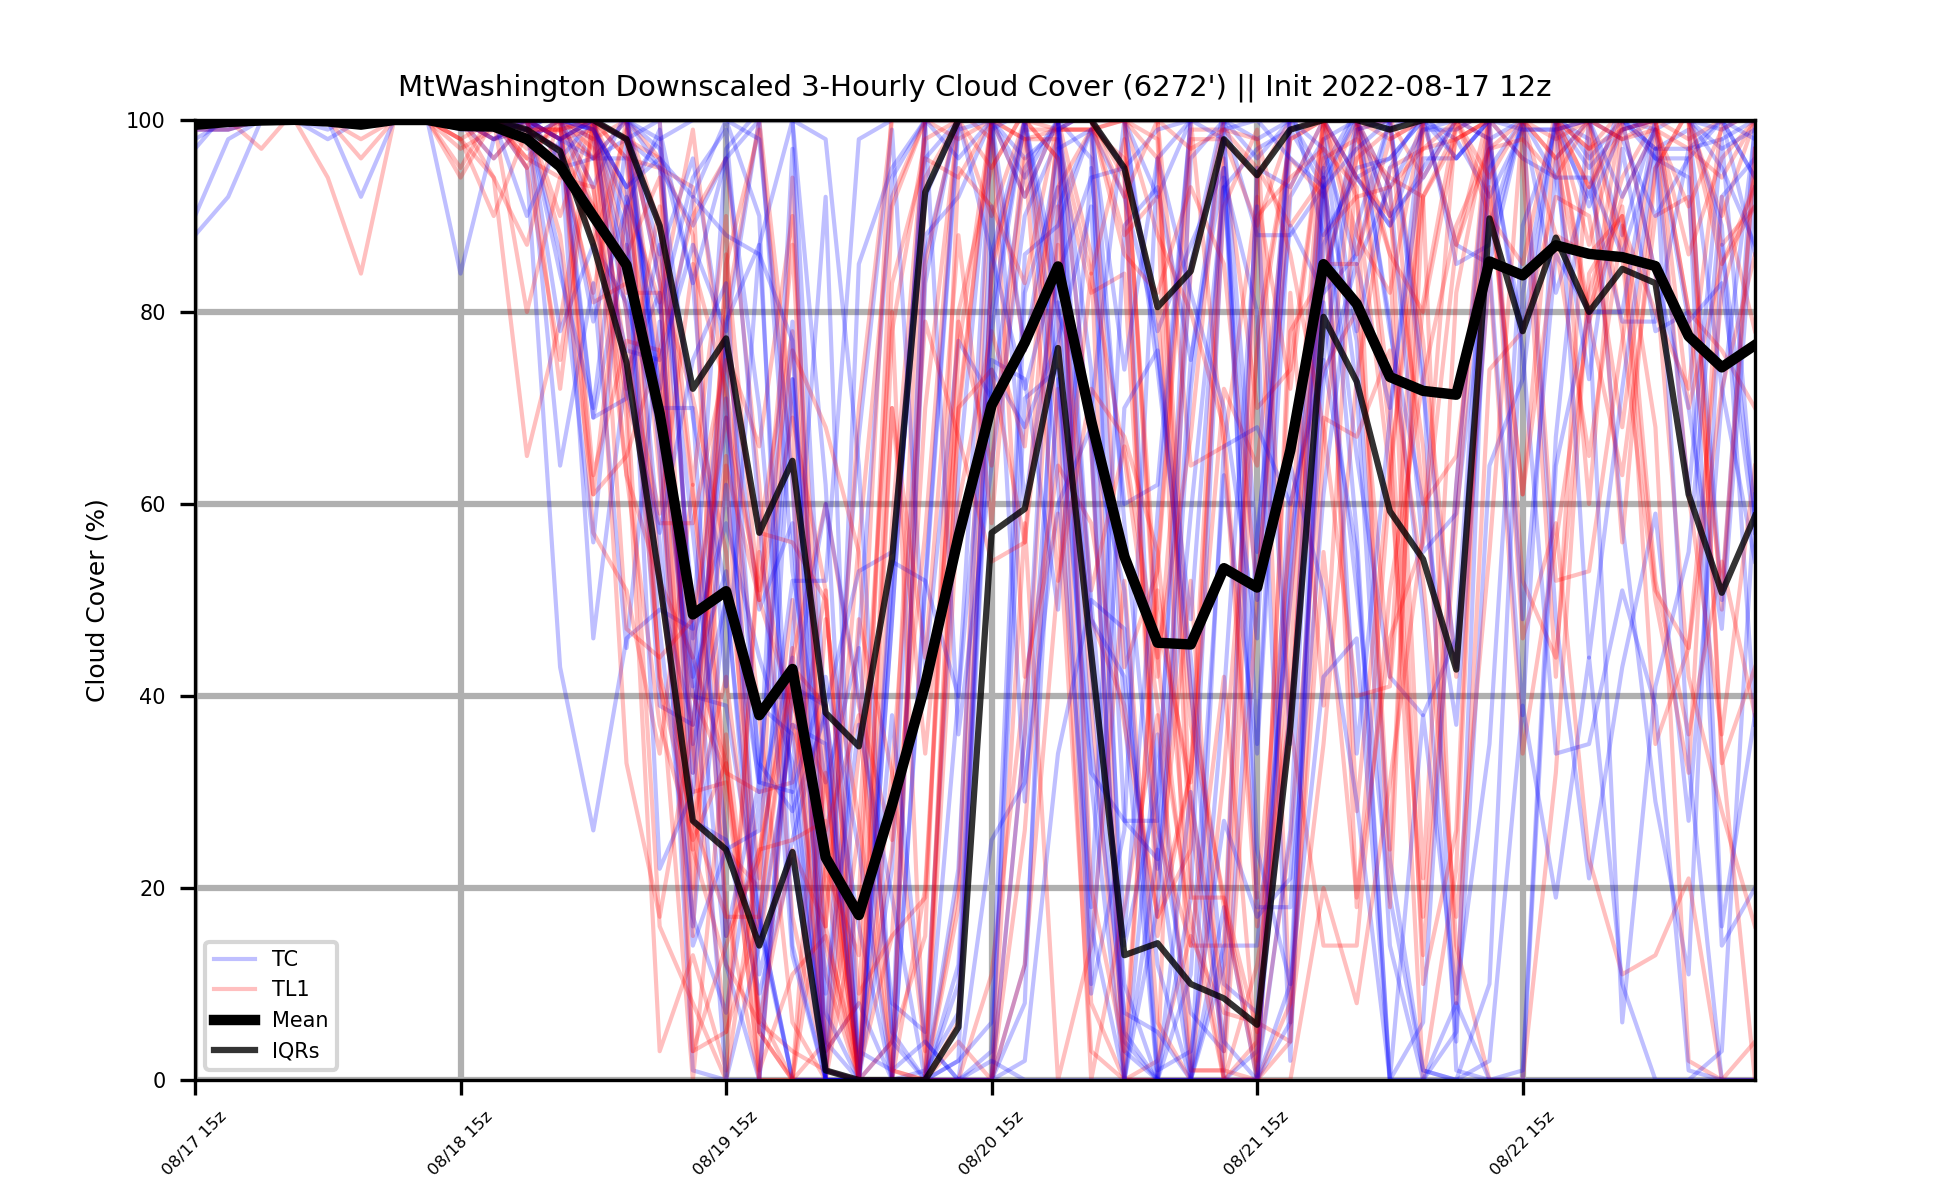 MtWashington Downscaled 3-Hourly Cloud Cover (6272') || Init 2022-08-17 12z
Cloud Cover (%)
100
80
60
40
20
0
TC
TL1
Mean
IQRs
08/17 15z
08/18 15z
08/19 15z
08/20 15z
08/21 15z
08/22 15z